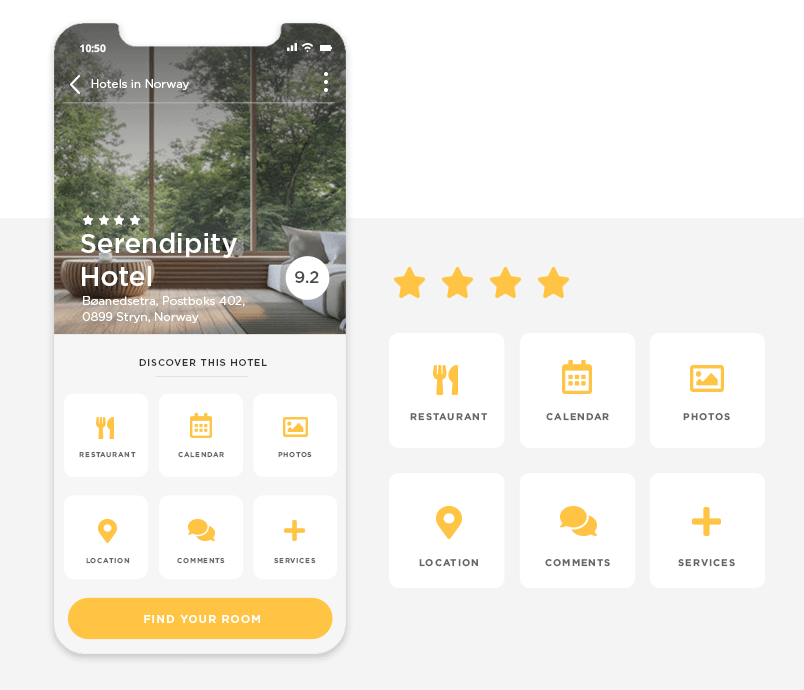 10:50
Hotels in Norway
Serendipity
Hotel
9.2
Bøanedsetra, Postboks 402,
0899 Stryn, Norway
DISCOVER THIS HOTEL
RESTAURANT
CALENDAR
PHOTOS
LOCATION
COMMENTS
SERVICES
FIND YOUR ROOM
RESTAURANT
CALENDAR
PHOTOS
LOCATION
COMMENTS
SERVICES